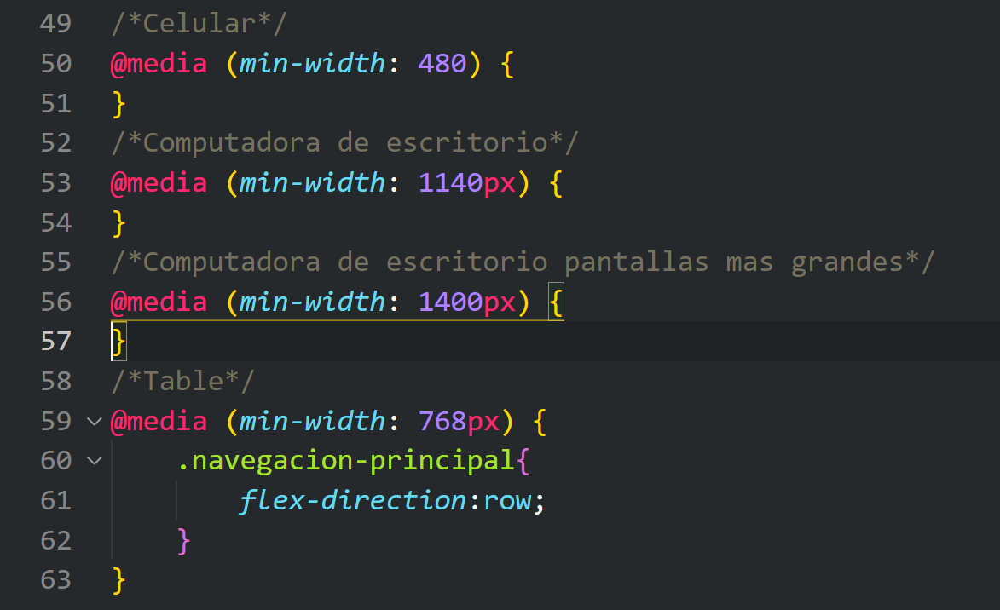 49 /*Celular*/
50 @media (min-width: 480) {
51 }
52 /*Computadora de escritorio*/
53 @media (min-width: 1140px) {
54 }
55 /*Computadora de escritorio pantallas mas grandes*/
56 @media (min-width: 1400px) {
57 }
58 /*Table*/
59 @media (min-width: 768px) {
60     .navegacion-principal{
61         flex-direction:row;
62     }
63 }